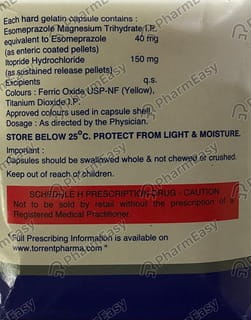 Each hard gelatin capsule contains :
Esomeprazole Magnesium Trihydrate I.P.
equivalent to Esomeprazole 40 mg
(as enteric coated pellets)
Itopride Hydrochloride 150 mg
(as sustained release pellets)
Excipients q.s.
Colours : Ferric Oxide USP-NF (Yellow),
Titanium Dioxide I.P.
Approved colours used in capsule shell.
Dosage : As directed by the Physician.
STORE BELOW 25°C. PROTECT FROM LIGHT & MOISTURE.
Important :
Capsules should be swallowed whole & not chewed or crushed.
Keep out of reach of children.
SCHEDULE H PRESCRIPTION DRUG - CAUTION
Not to be sold by retail without the prescription of a
Registered Medical Practitioner.
Full Prescribing Information is available on
www.torrentpharma.com
PharmEasy